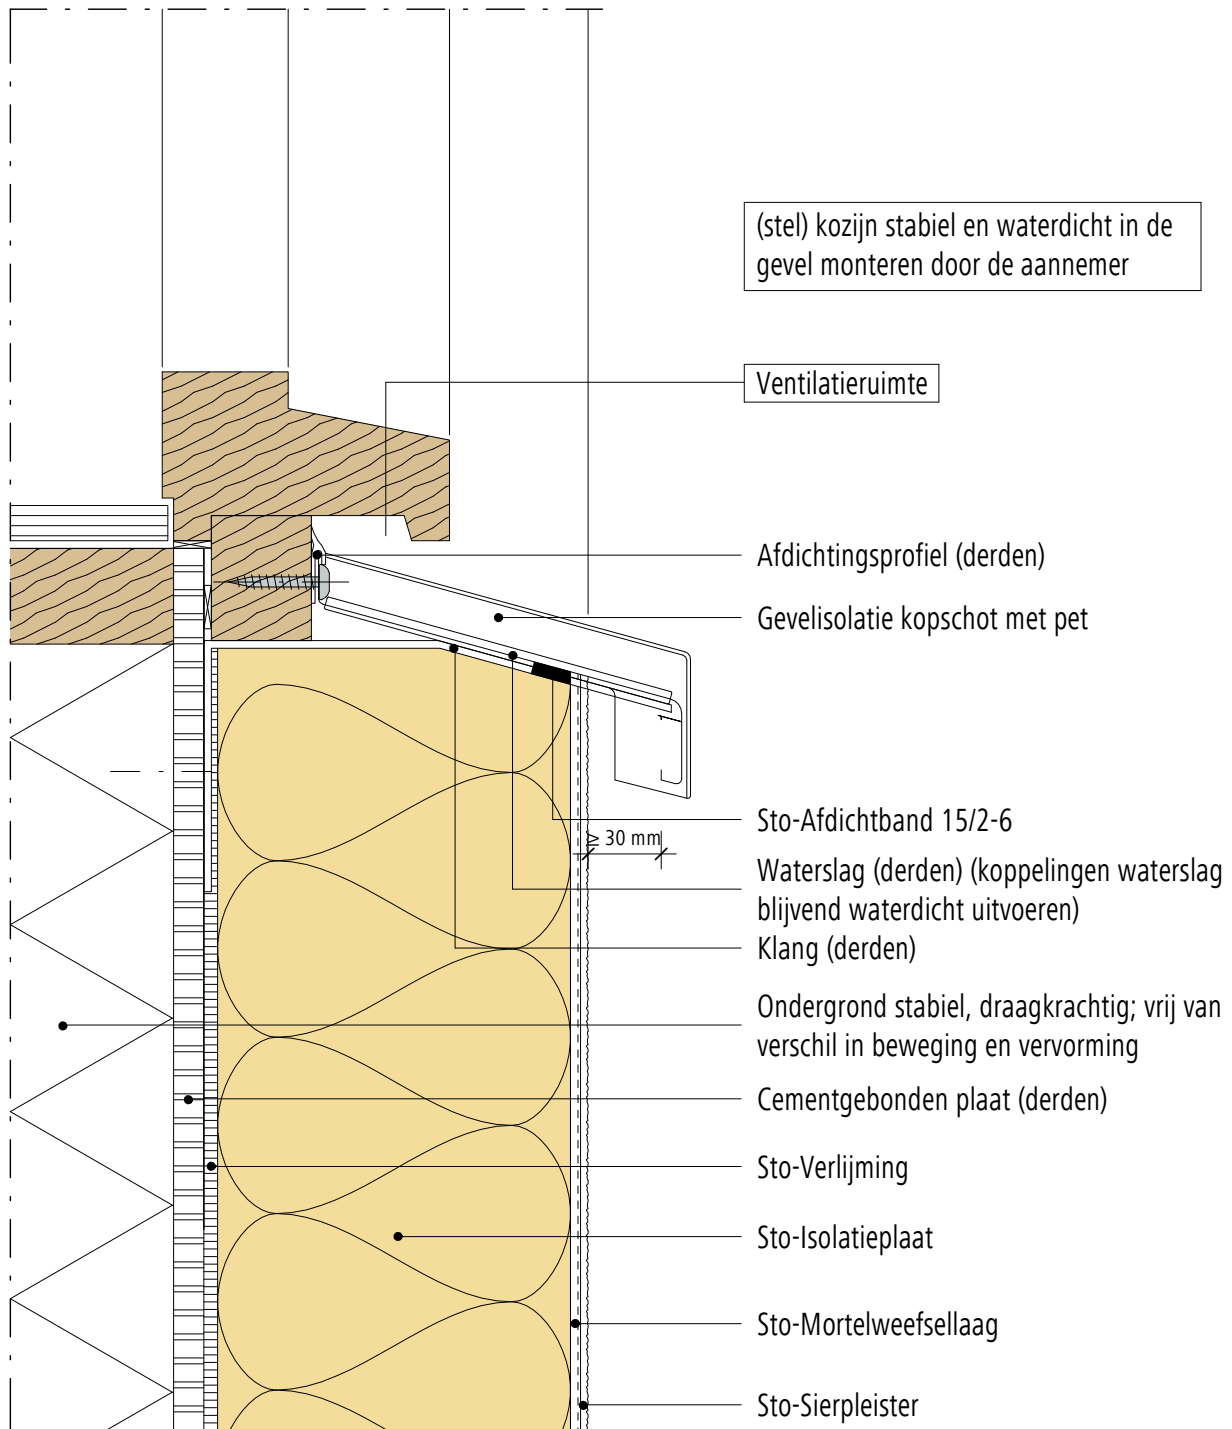 (stel) kozijn stabiel en waterdicht in de
gevel monteren door de aannemer
Ventilatieruimte
Afdichtingsprofiel (derden)
Gevelisolatie kopschot met pet
Sto-Afdichtband 15/2-6
≥ 30 mm
Waterslag (derden) (koppelingen waterslag
blijvend waterdicht uitvoeren)
Klang (derden)
Ondergrond stabiel, draagkrachtig; vrij van
verschil in beweging en vervorming
Cementgebonden plaat (derden)
Sto-Verlijming
Sto-Isolatieplaat
Sto-Mortelweefsellaag
Sto-Sierpleister